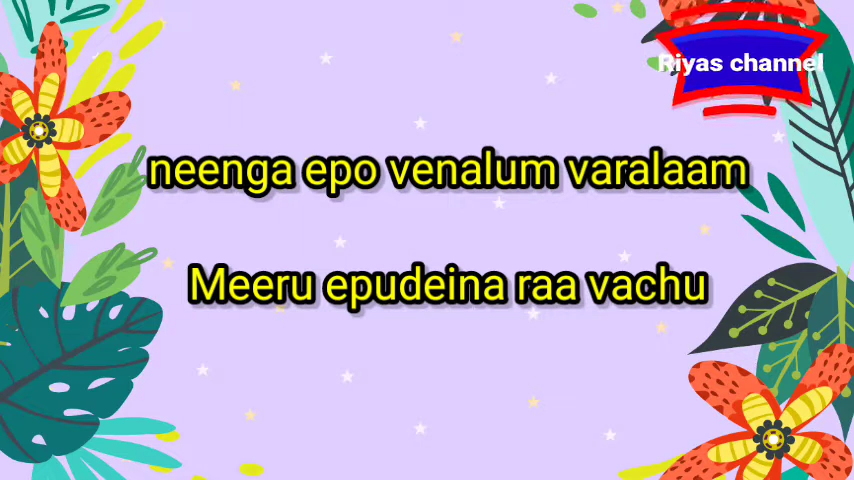 Riyas channel
neenga epo venalum varalaam
Meeru epudeina raa vachu